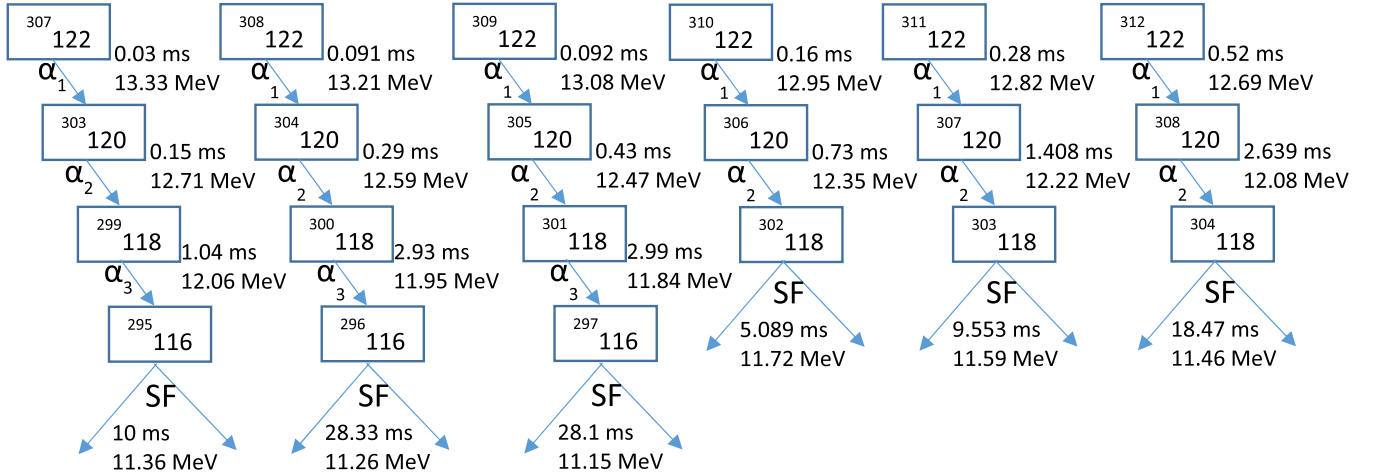 307 122
0.03 ms
13.33 MeV
α1
303 120
0.15 ms
12.71 MeV
α2
299 118
1.04 ms
12.06 MeV
α3
295 116
SF
10 ms
11.36 MeV
308 122
0.091 ms
13.21 MeV
α1
304 120
0.29 ms
12.59 MeV
α2
300 118
2.93 ms
11.95 MeV
α3
296 116
SF
28.33 ms
11.26 MeV
309 122
0.092 ms
13.08 MeV
α1
305 120
0.43 ms
12.47 MeV
α2
301 118
2.99 ms
11.84 MeV
α3
297 116
SF
28.1 ms
11.15 MeV
310 122
0.16 ms
12.95 MeV
α1
306 120
0.73 ms
12.35 MeV
α2
302 118
SF
5.089 ms
11.72 MeV
311 122
0.28 ms
12.82 MeV
α1
307 120
1.408 ms
12.22 MeV
α2
303 118
SF
9.553 ms
11.59 MeV
312 122
0.52 ms
12.69 MeV
α1
308 120
2.639 ms
12.08 MeV
α2
304 118
SF
18.47 ms
11.46 MeV